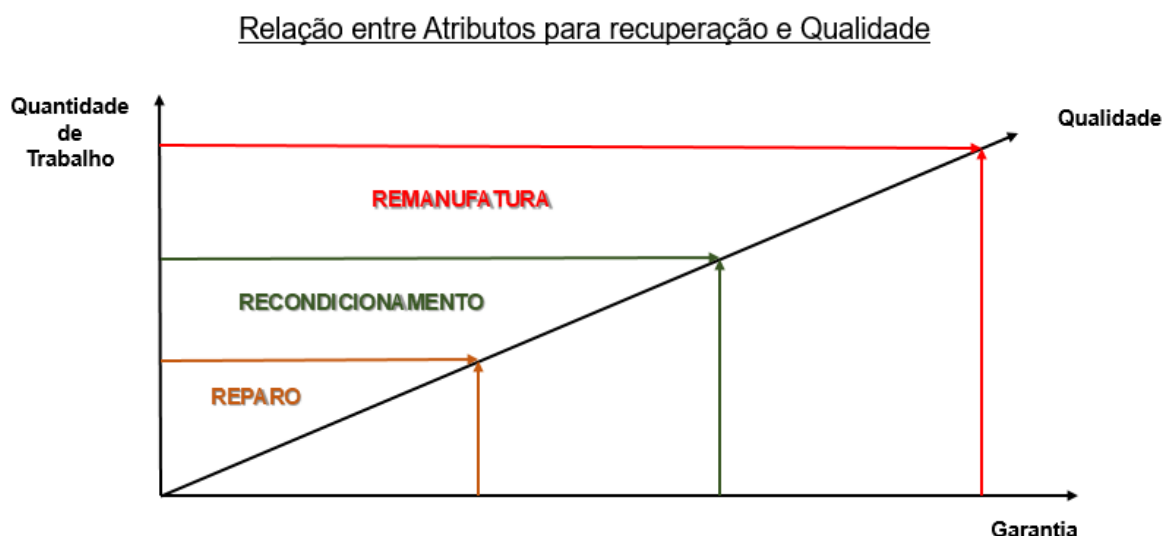 Relação entre Atributos para recuperação e Qualidade
Quantidade
de
Trabalho
Qualidade
REMANUFATURA
RECONDICIONAMENTO
REPARO
Garantia